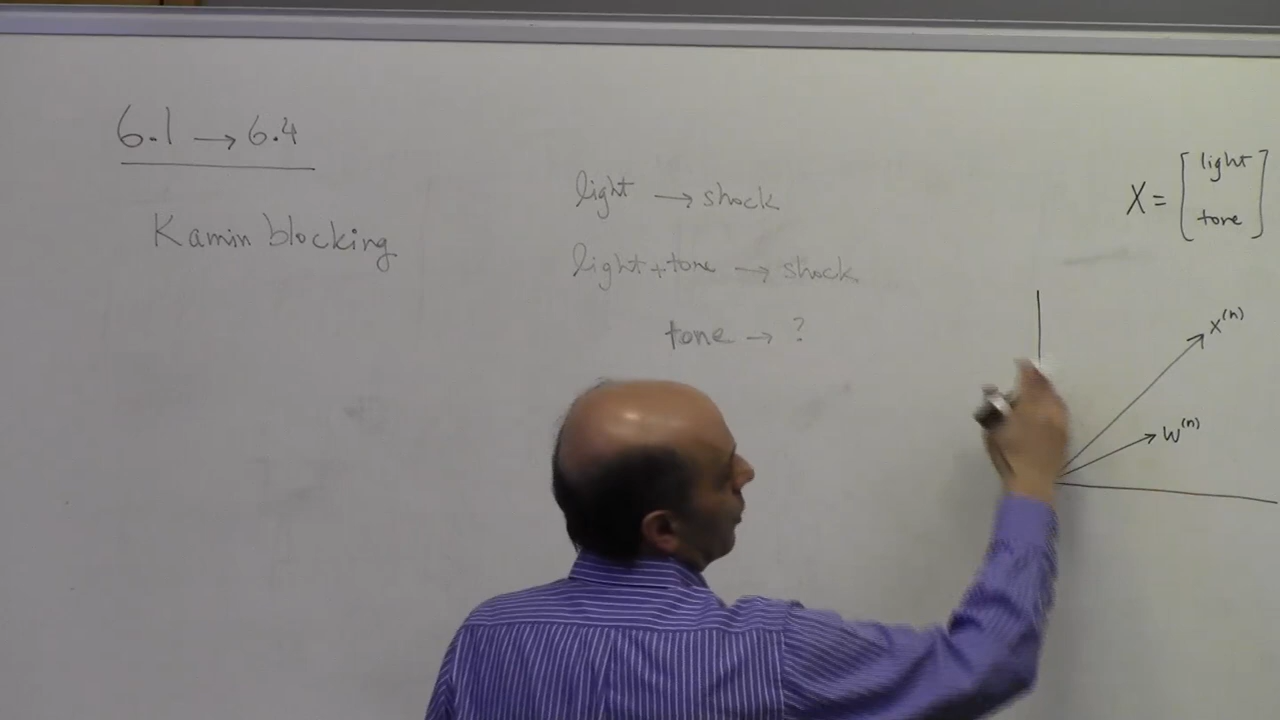 6.1 → 6.4
Kamin blocking
light → shock
light + tone → shock
tone → ?
X = [light
tone]
x⁽ⁿ⁾
w⁽ⁿ⁾